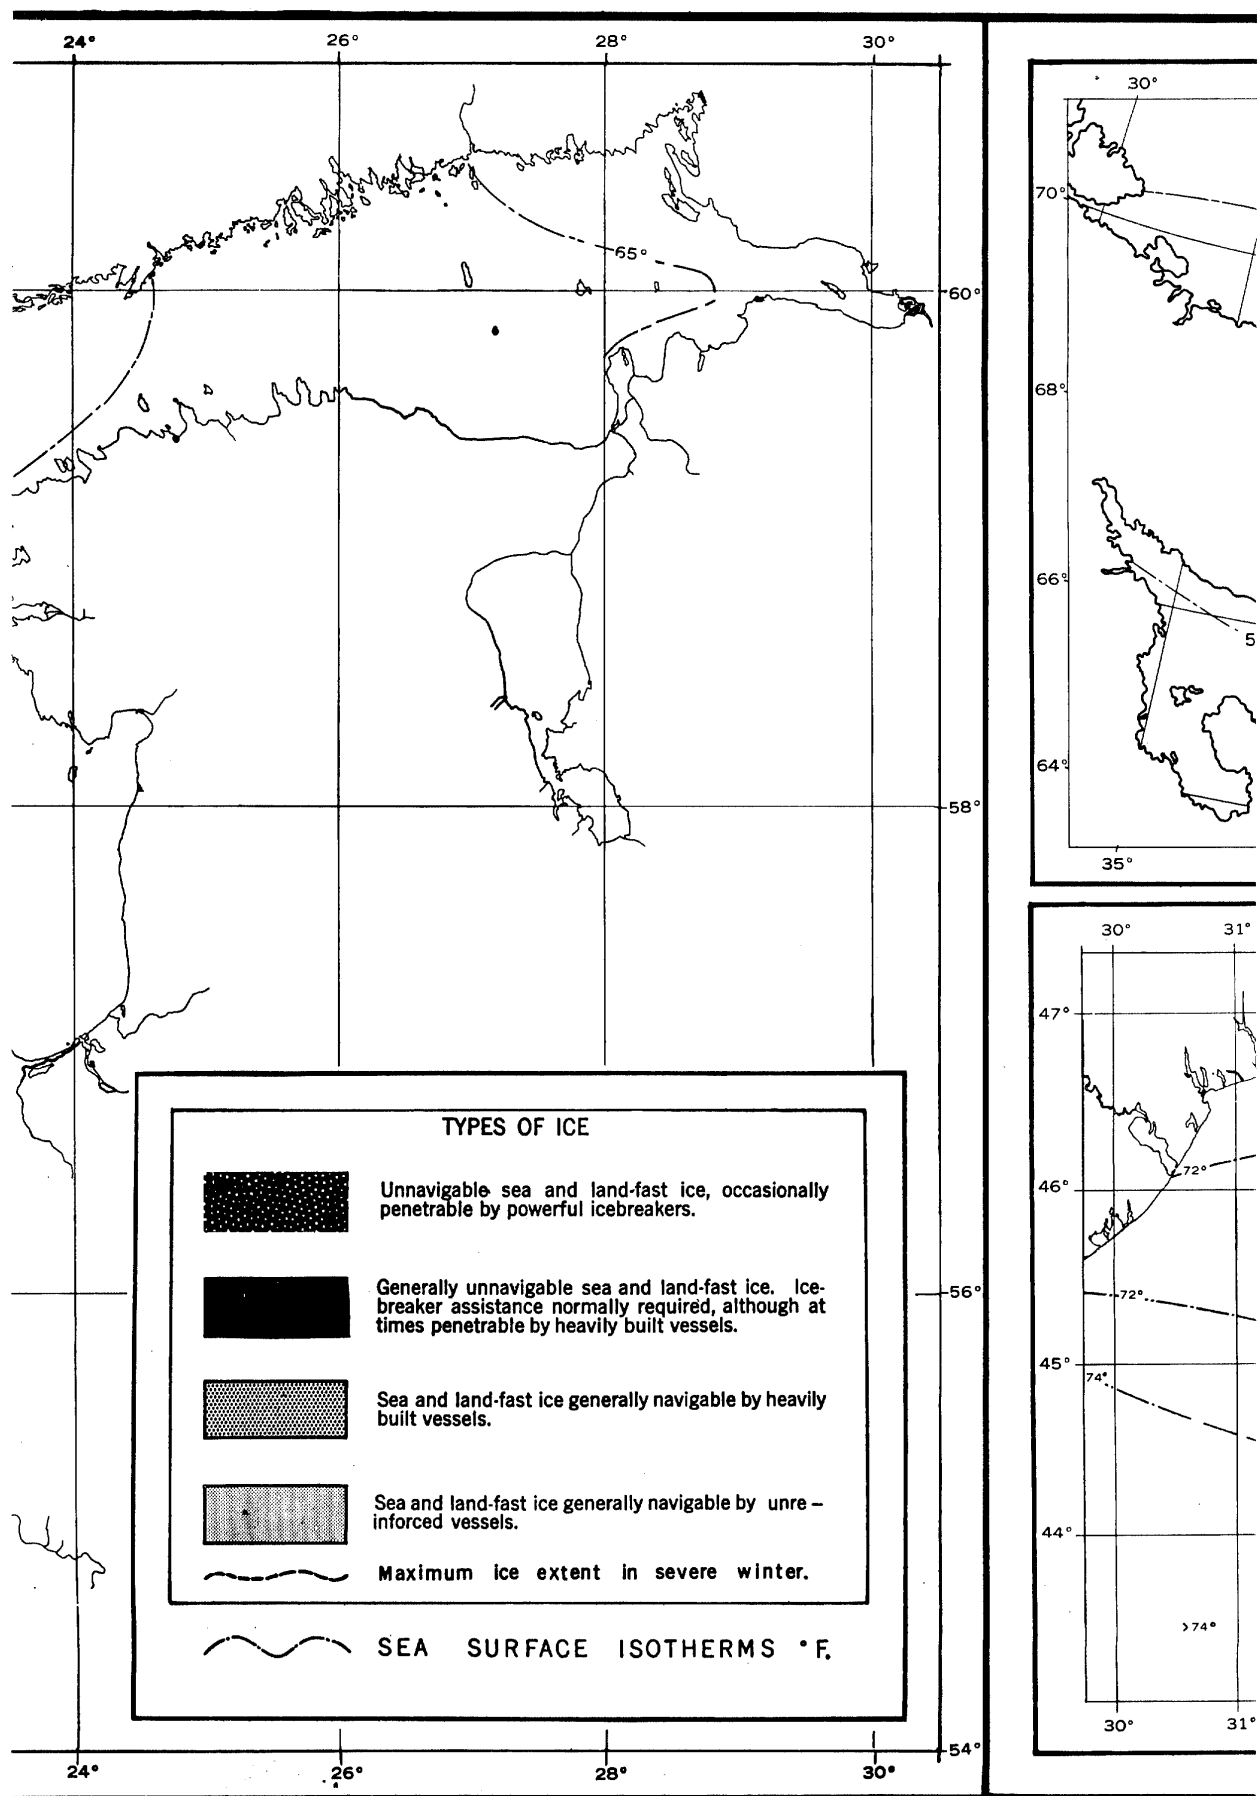 24° 26° 28° 30°
65°
60°
58°
56°
54°
24° 26° 28° 30°
TYPES OF ICE
Unnavigable sea and land-fast ice, occasionally
penetrable by powerful icebreakers.
Generally unnavigable sea and land-fast ice. Ice-
breaker assistance normally required, although at
times penetrable by heavily built vessels.
Sea and land-fast ice generally navigable by heavily
built vessels.
Sea and land-fast ice generally navigable by unre-
inforced vessels.
Maximum ice extent in severe winter.
SEA SURFACE ISOTHERMS °F.
30°
70°
68°
66°
5
64°
35°
30° 31°
47°
72°
46°
72°
45°
74°
44°
>74°
30° 31°